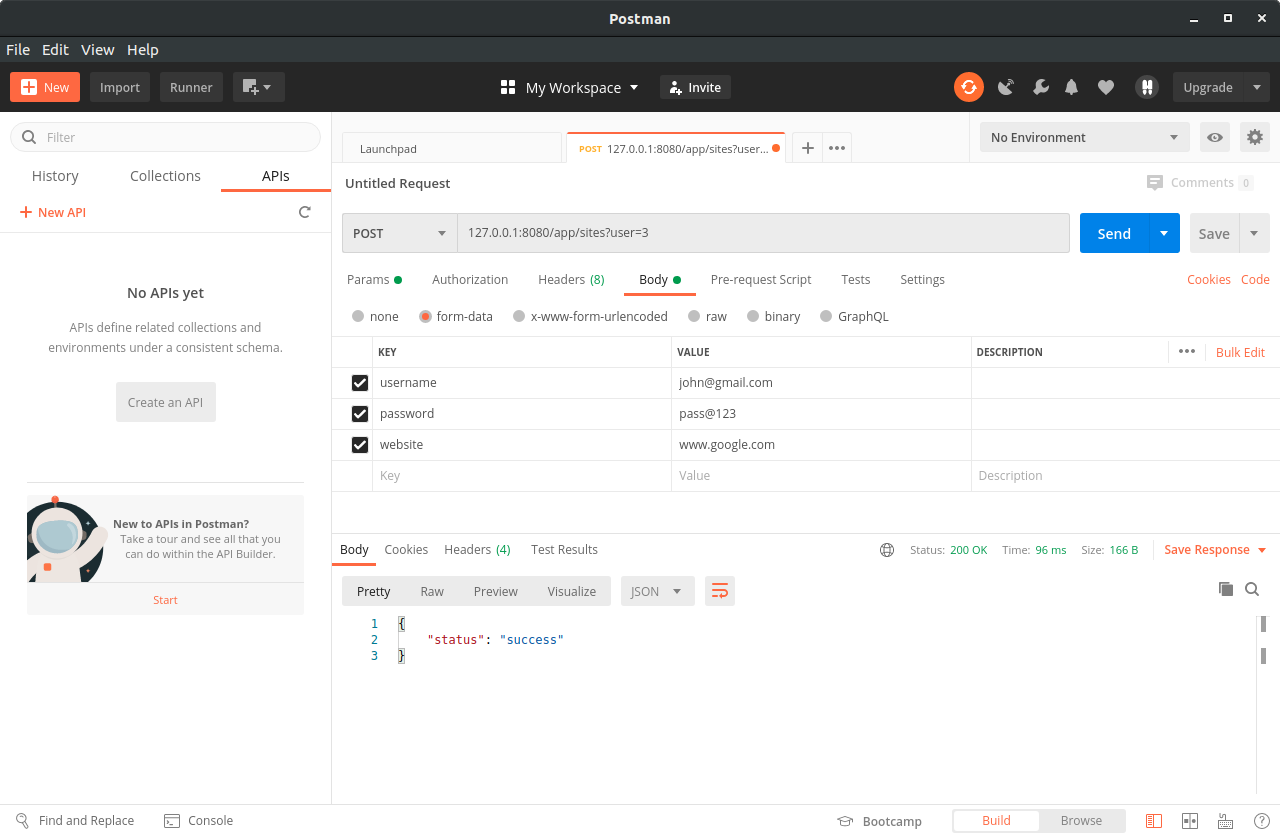 Postman
File Edit View Help
New Import Runner My Workspace Invite Upgrade
Filter
History Collections APIs
New API
No APIs yet
APIs define related collections and
environments under a consistent schema.
Create an API
New to APIs in Postman?
Take a tour and see all that you
can do within the API Builder.
Start
Launchpad POST 127.0.0.1:8080/app/sites?user... No Environment
Untitled Request Comments 0
POST 127.0.0.1:8080/app/sites?user=3 Send Save
Params Authorization Headers (8) Body Pre-request Script Tests Settings Cookies Code
none form-data x-www-form-urlencoded raw binary GraphQL
KEY VALUE DESCRIPTION Bulk Edit
username john@gmail.com
password pass@123
website www.google.com
Key Value Description
Body Cookies Headers (4) Test Results Status: 200 OK Time: 96 ms Size: 166 B Save Response
Pretty Raw Preview Visualize JSON
1 {
2 "status": "success"
3 }
Find and Replace Console Bootcamp Build Browse